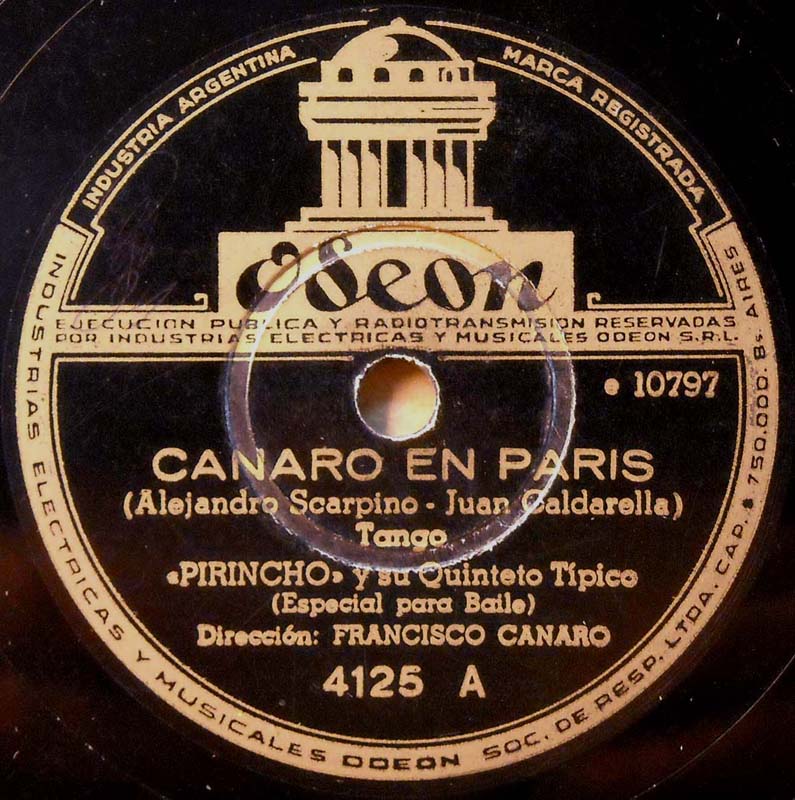 INDUSTRIA ARGENTINA
MARCA REGISTRADA
Odeon
EJECUCION PUBLICA Y RADIOTRANSMISION RESERVADAS
POR INDUSTRIAS ELECTRICAS Y MUSICALES ODEON S.R.L.
e 10797
CANARO EN PARIS
(Alejandro Scarpino - Juan Caldarella)
Tango
«PIRINCHO» y su Quinteto Típico
(Especial para Baile)
Dirección: FRANCISCO CANARO
4125 A
INDUSTRIAS ELECTRICAS Y MUSICALES ODEON SOC. DE RESP. LTDA. CAP. $ 750.000. Bs. AIRES